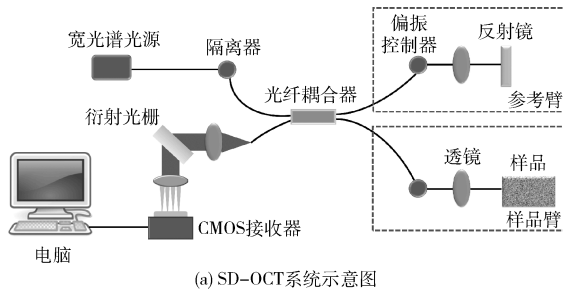 宽光谱光源
隔离器
偏振
控制器
反射镜
光纤耦合器
参考臂
衍射光栅
透镜
样品
CMOS接收器
样品臂
电脑
(a) SD-OCT系统示意图